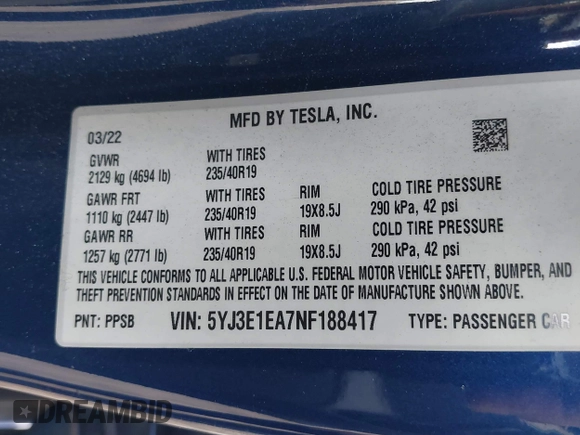 MFD BY TESLA, INC.
03/22
GVWR WITH TIRES
2129 kg (4694 lb) 235/40R19
GAWR FRT WITH TIRES RIM COLD TIRE PRESSURE
1110 kg (2447 lb) 235/40R19 19X8.5J 290 kPa, 42 psi
GAWR RR WITH TIRES RIM COLD TIRE PRESSURE
1257 kg (2771 lb) 235/40R19 19X8.5J 290 kPa, 42 psi
THIS VEHICLE CONFORMS TO ALL APPLICABLE U.S. FEDERAL MOTOR VEHICLE SAFETY, BUMPER, AND
THEFT PREVENTION STANDARDS IN EFFECT ON THE DATE OF MANUFACTURE SHOWN ABOVE.
PNT: PPSB VIN: 5YJ3E1EA7NF188417 TYPE: PASSENGER CAR
DREAMBID